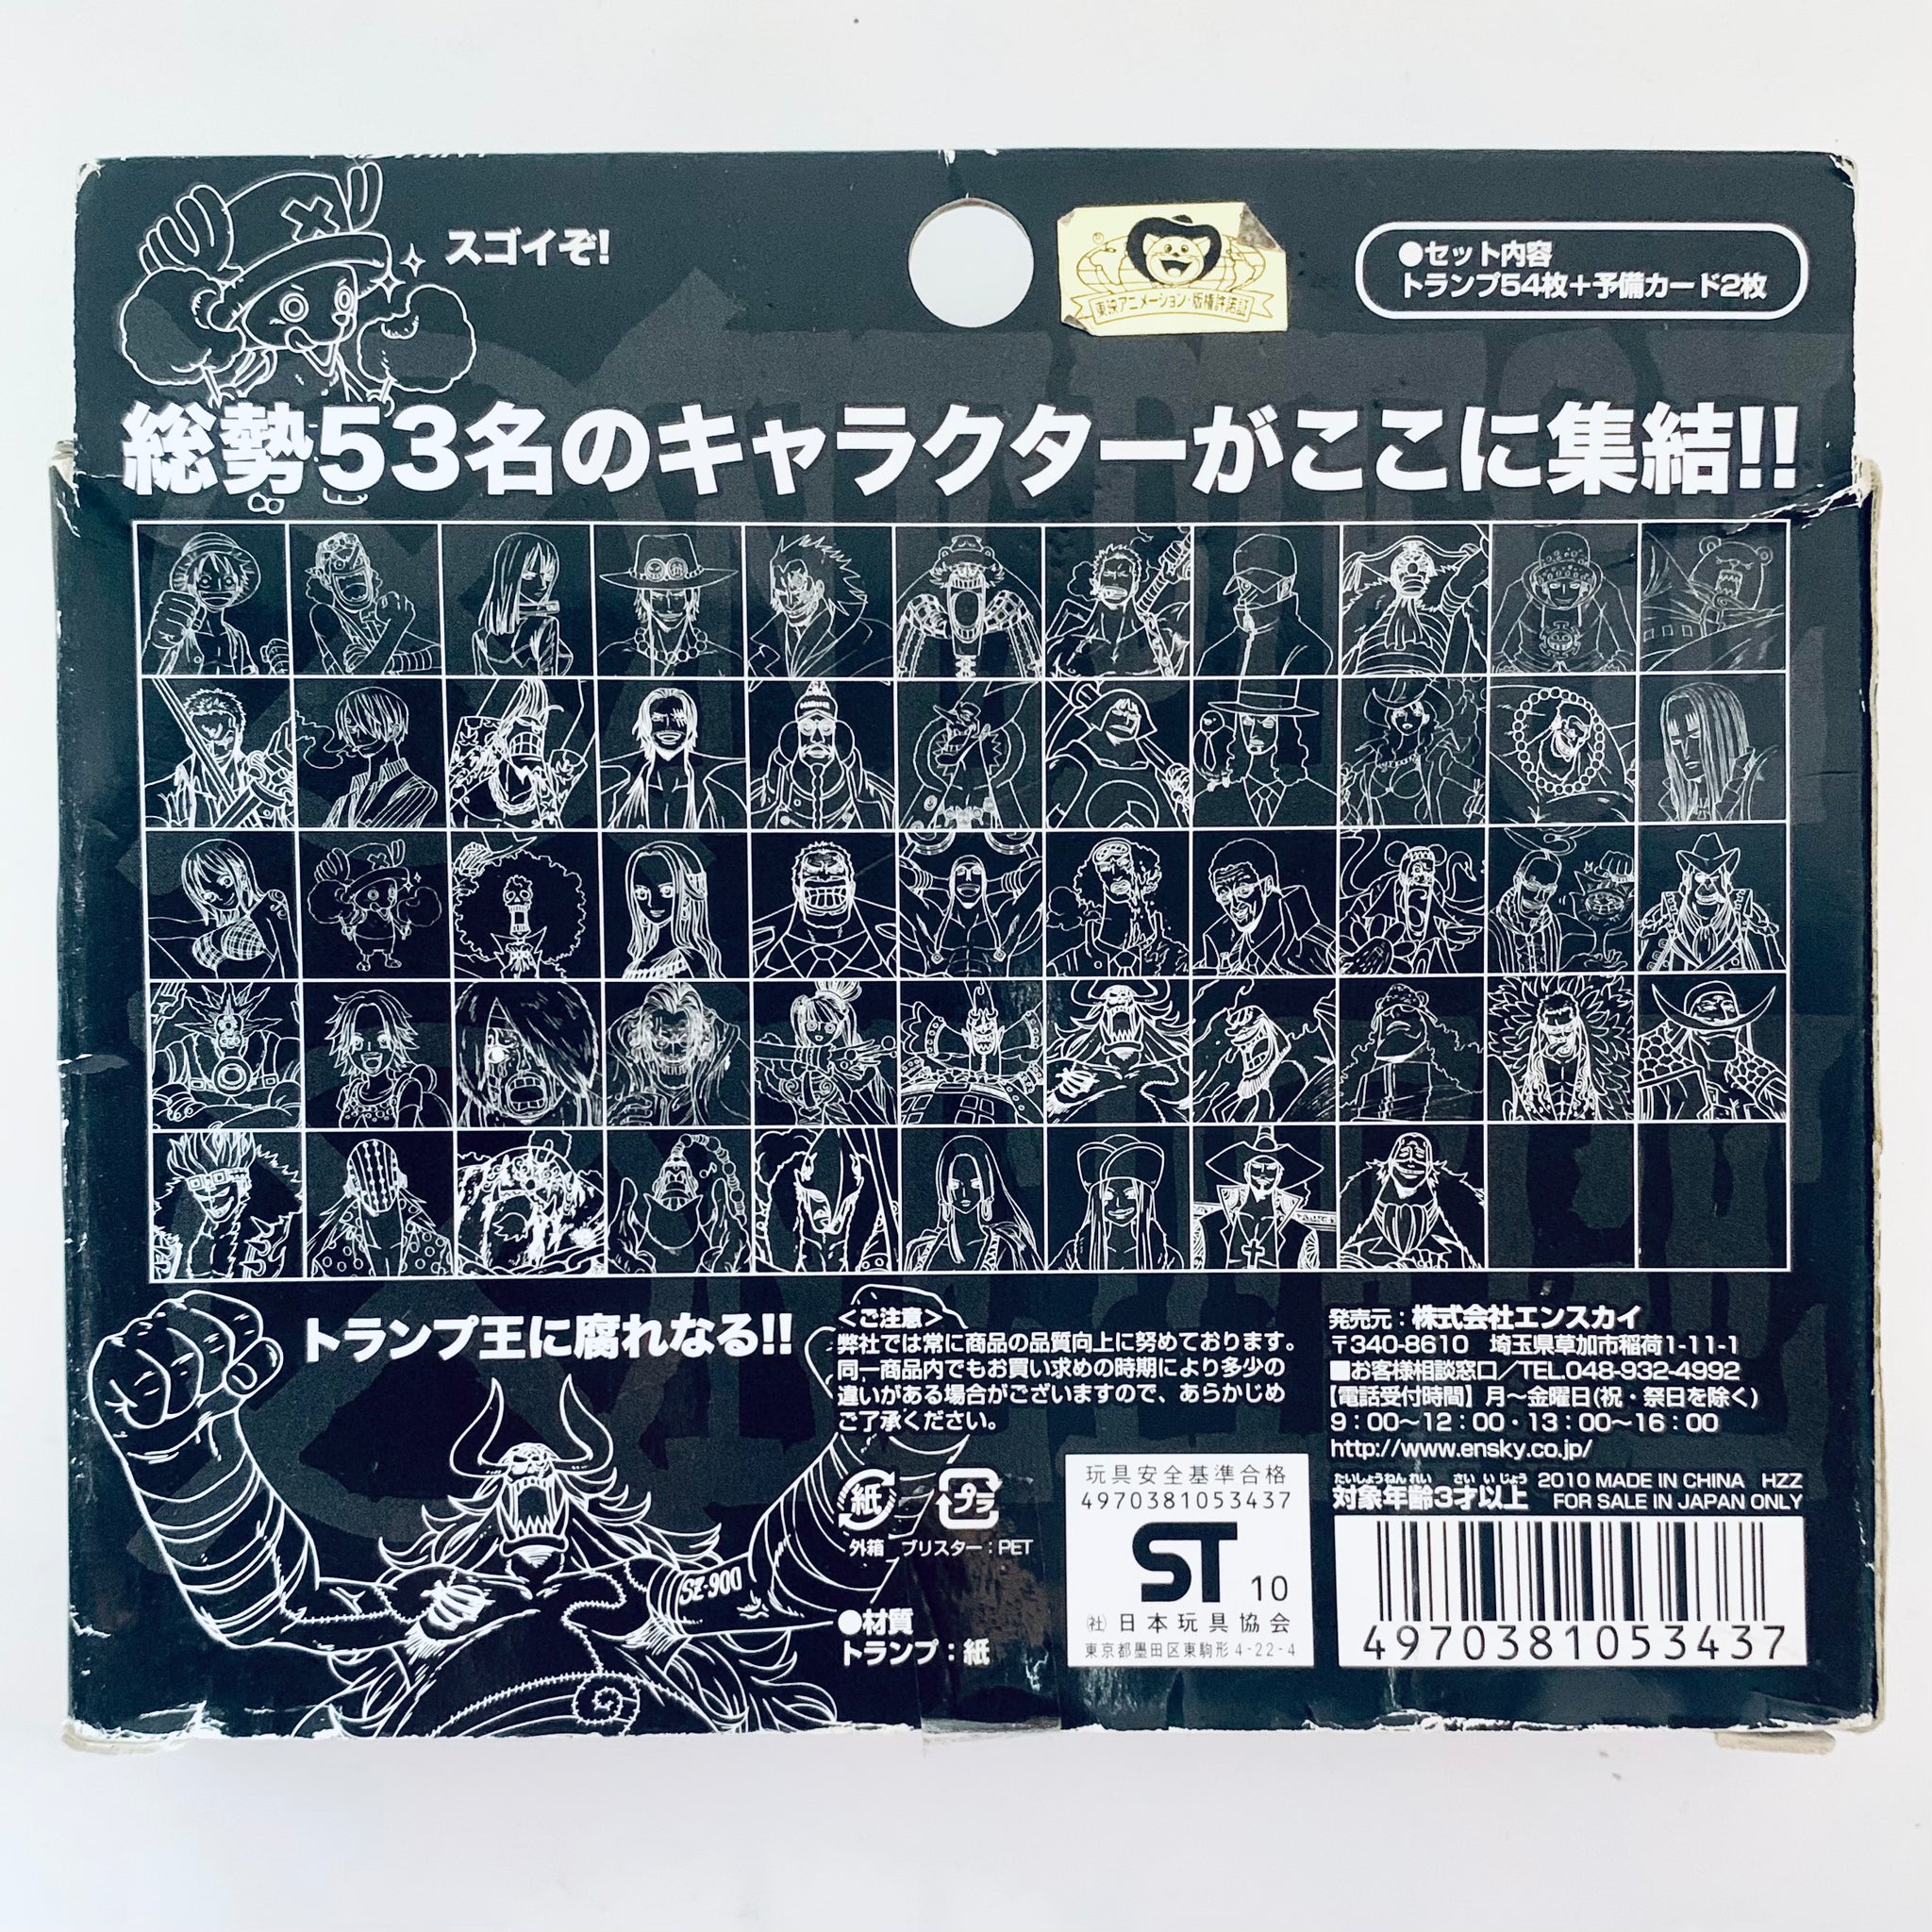 スゴイぞ!
東映アニメーション・版権許諾証
●セット内容
トランプ54枚＋予備カード2枚
総勢53名のキャラクターがここに集結!!
トランプ王に腐れなる!!
SZ-900
＜ご注意＞
弊社では常に商品の品質向上に努めております。
同一商品内でもお買い求めの時期により多少の
違いがある場合がございますので、あらかじめ
ご了承ください。
紙
プラ
外箱 ブリスター：PET
●材質
トランプ：紙
発売元：株式会社エンスカイ
〒340-8610 埼玉県草加市稲荷1-11-1
■お客様相談窓口／TEL.048-932-4992
【電話受付時間】月～金曜日(祝・祭日を除く)
9：00～12：00・13：00～16：00
http://www.ensky.co.jp/
たいしょうねんれい さい いじょう
対象年齢3才以上
2010 MADE IN CHINA HZZ
FOR SALE IN JAPAN ONLY
玩具安全基準合格
4970381053437
ST 10
㈳日本玩具協会
東京都墨田区東駒形4-22-4
4970381053437